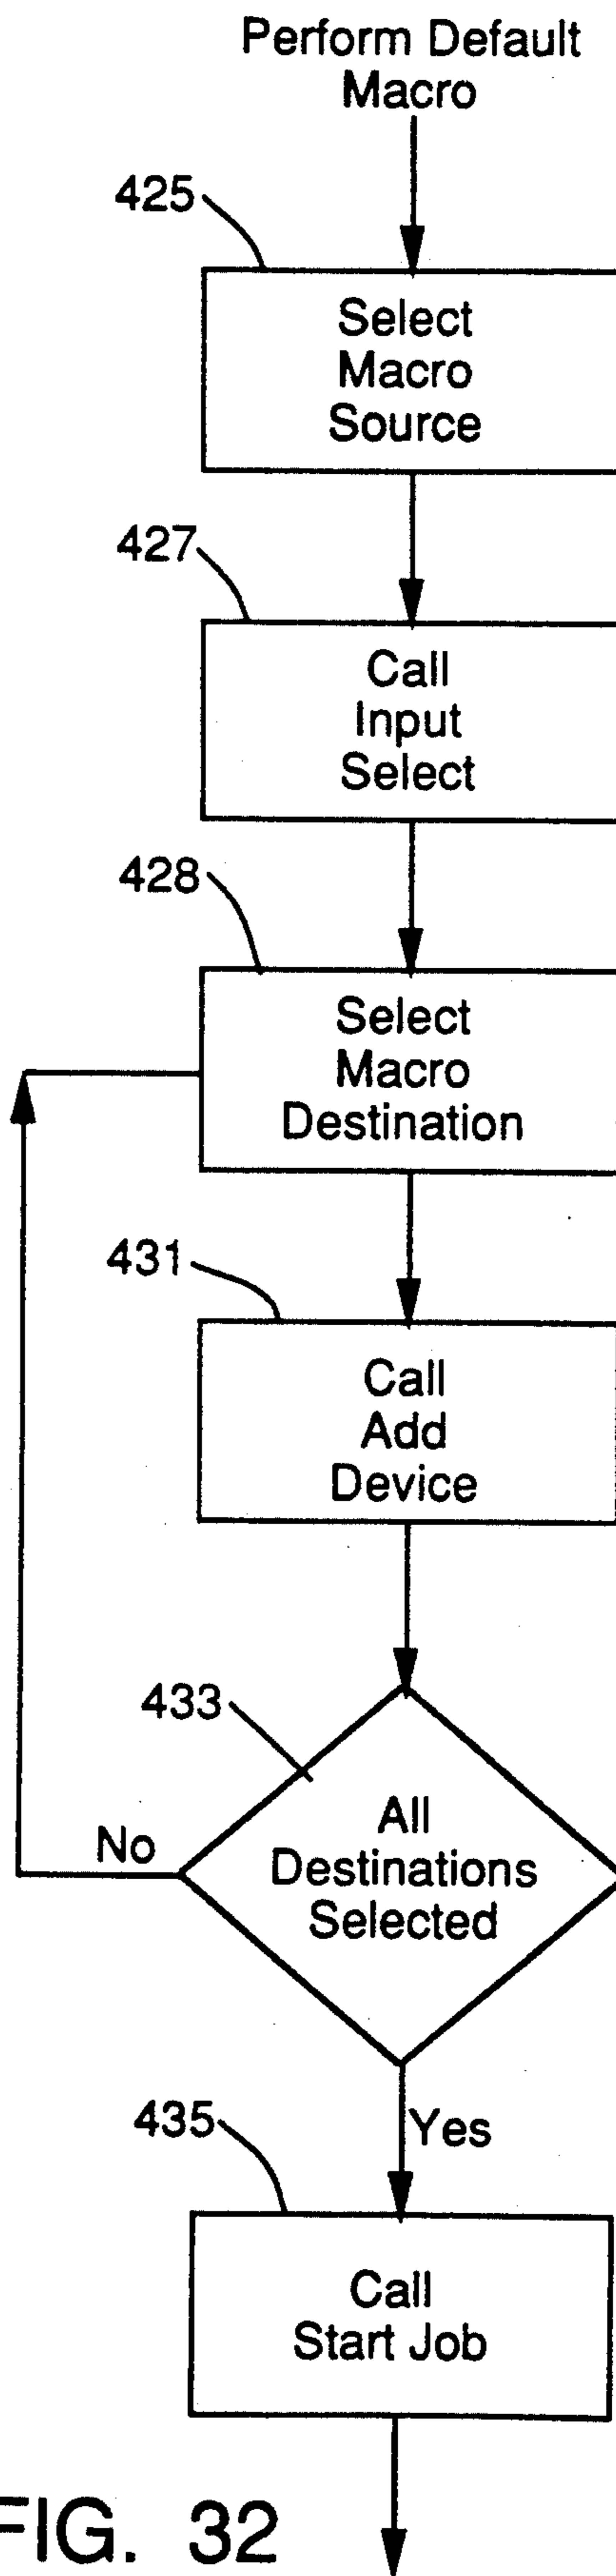 Perform Default
Macro
425
Select
Macro
Source
427
Call
Input
Select
428
Select
Macro
Destination
431
Call
Add
Device
433
All
Destinations
Selected
No
Yes
435
Call
Start Job
FIG. 32